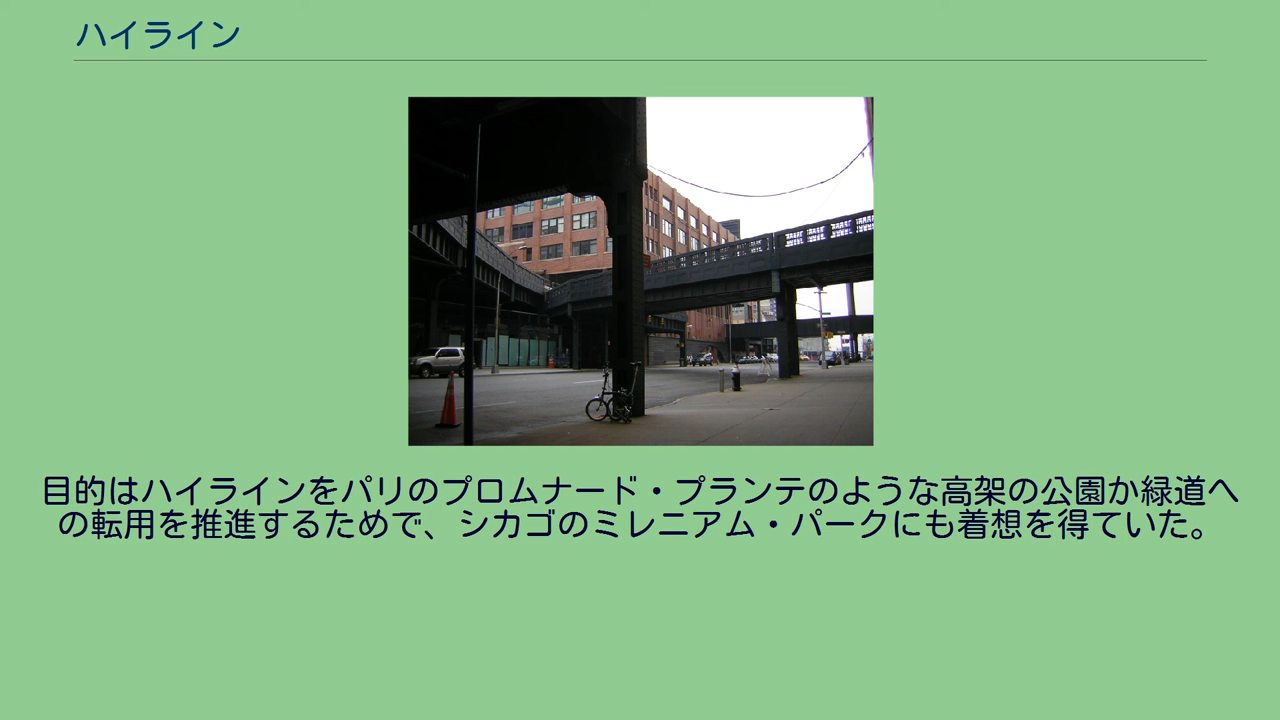 ハイライン
目的はハイラインをパリのプロムナード・プランテのような高架の公園か緑道へ
の転用を推進するためで、シカゴのミレニアム・パークにも着想を得ていた。